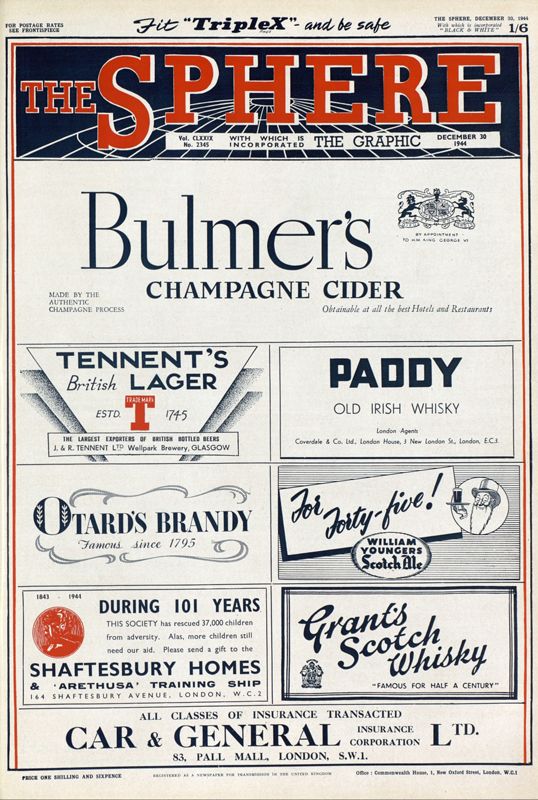 FOR POSTAGE RATES
SEE FRONTISPIECE
Fit "TripleX" - and be safe
THE SPHERE, DECEMBER 30, 1944
With which is incorporated
"BLACK & WHITE"
1/6
THE SPHERE
Vol. CLXXIX
No. 2345
WITH WHICH IS
INCORPORATED
THE GRAPHIC
DECEMBER 30
1944
Bulmer's
BY APPOINTMENT
TO H.M. KING GEORGE VI
CHAMPAGNE CIDER
MADE BY THE
AUTHENTIC
CHAMPAGNE PROCESS
Obtainable at all the best Hotels and Restaurants
TENNENT'S
British LAGER
TRADE MARK
ESTD. T 1745
THE LARGEST EXPORTERS OF BRITISH BOTTLED BEERS
J. & R. TENNENT LTD Wellpark Brewery, GLASGOW
PADDY
OLD IRISH WHISKY
London Agents
Coverdale & Co. Ltd., London House, 3 New London St., London, E.C.3.
OTARD'S BRANDY
Famous since 1795
For Forty-five!
WILLIAM
YOUNGERS
Scotch Ale
1843 - 1944
DURING 101 YEARS
THIS SOCIETY has rescued 37,000 children
from adversity. Alas, more children still
need our aid. Please send a gift to the
SHAFTESBURY HOMES
& 'ARETHUSA' TRAINING SHIP
164 SHAFTESBURY AVENUE, LONDON, W.C.2
Grant's
Scotch
Whisky
"FAMOUS FOR HALF A CENTURY"
ALL CLASSES OF INSURANCE TRANSACTED
CAR & GENERAL INSURANCE CORPORATION LTD.
83, PALL MALL, LONDON, S.W.1.
PRICE ONE SHILLING AND SIXPENCE
REGISTERED AS A NEWSPAPER FOR TRANSMISSION IN THE UNITED KINGDOM
Office : Commonwealth House, 1, New Oxford Street, London, W.C.1